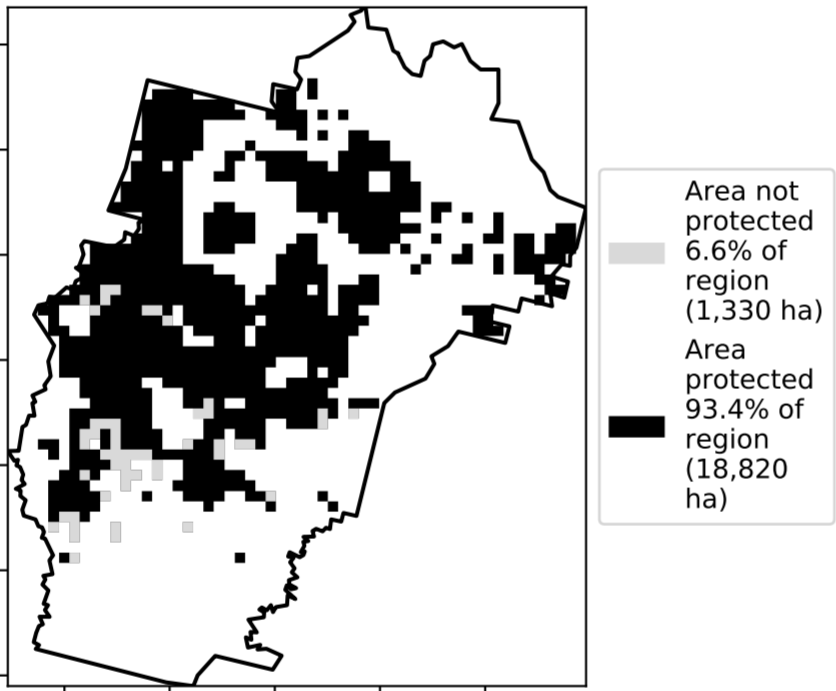 Area not
protected
6.6% of
region
(1,330 ha)
Area
protected
93.4% of
region
(18,820
ha)